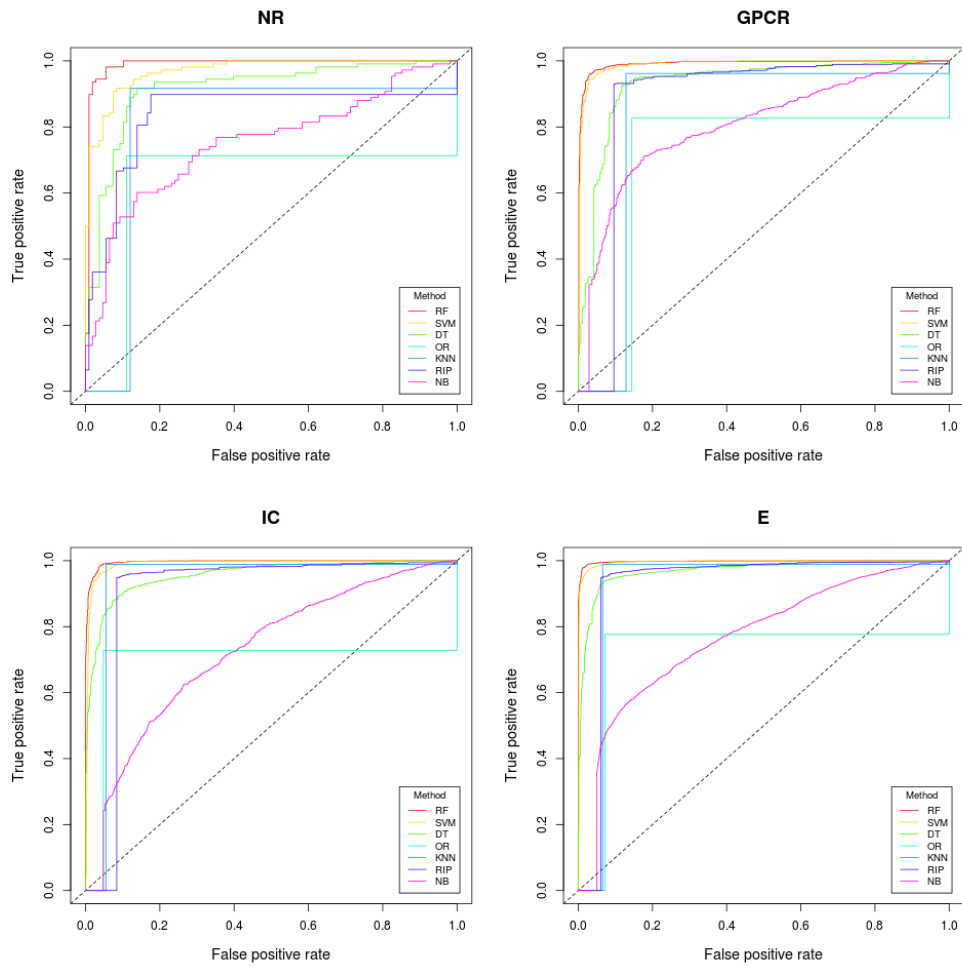 NR
True positive rate
1.0
0.8
0.6
0.4
0.2
0.0
Method
RF
SVM
DT
OR
KNN
RIP
NB
0.0 0.2 0.4 0.6 0.8 1.0
False positive rate
GPCR
True positive rate
1.0
0.8
0.6
0.4
0.2
0.0
Method
RF
SVM
DT
OR
KNN
RIP
NB
0.0 0.2 0.4 0.6 0.8 1.0
False positive rate
IC
True positive rate
1.0
0.8
0.6
0.4
0.2
0.0
Method
RF
SVM
DT
OR
KNN
RIP
NB
0.0 0.2 0.4 0.6 0.8 1.0
False positive rate
E
True positive rate
1.0
0.8
0.6
0.4
0.2
0.0
Method
RF
SVM
DT
OR
KNN
RIP
NB
0.0 0.2 0.4 0.6 0.8 1.0
False positive rate